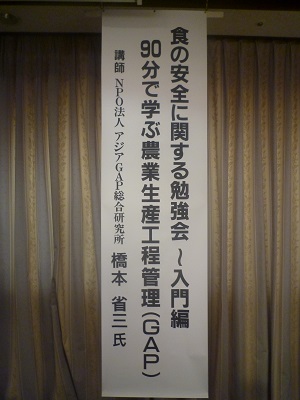 食の安全に関する勉強会 ～入門編
90分で学ぶ農業生産工程管理(GAP)
講師 NPO法人 アジアGAP総合研究所 橋本 省三 氏